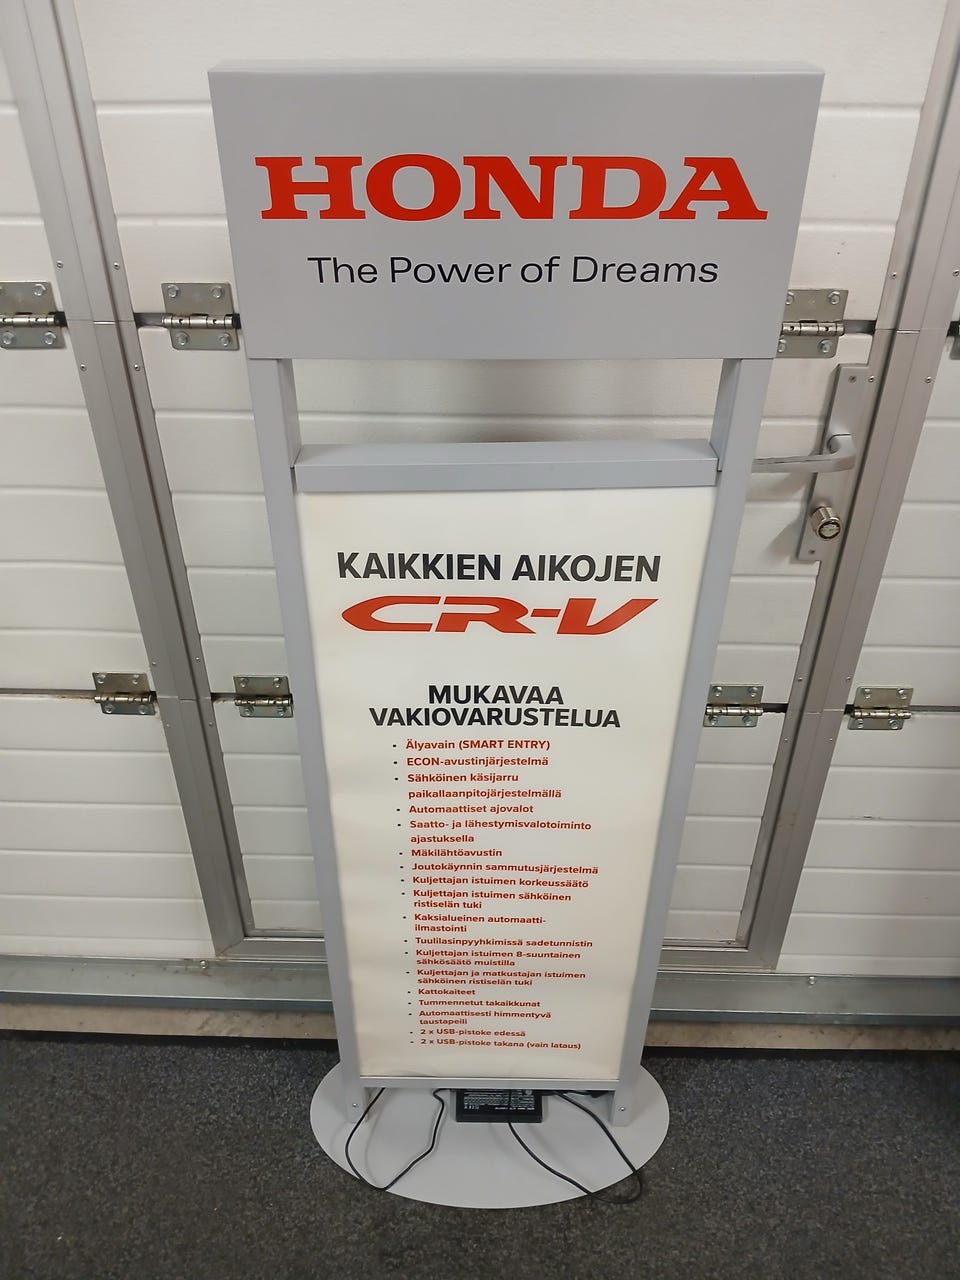 HONDA
The Power of Dreams
KAIKKIEN AIKOJEN
CR-V
MUKAVAA
VAKIOVARUSTELUA
• Älyavain (SMART ENTRY)
• ECON-avustinjärjestelmä
• Sähköinen käsijarru
paikallaanpitojärjestelmällä
• Automaattiset ajovalot
• Saatto- ja lähestymisvalotoiminto
ajastuksella
• Mäkilähtöavustin
• Joutokäynnin sammutusjärjestelmä
• Kuljettajan istuimen korkeussäätö
• Kuljettajan istuimen sähköinen
ristiselän tuki
• Kaksialueinen automaatti-
ilmastointi
• Tuulilasinpyyhkimissä sadetunnistin
• Kuljettajan istuimen 8-suuntainen
sähkösäätö muistilla
• Kuljettajan ja matkustajan istuimen
sähköinen ristiselän tuki
• Kattokaiteet
• Tummennetut takaikkunat
• Automaattisesti himmentyvä
taustapeili
• 2 x USB-pistoke edessä
• 2 x USB-pistoke takana (vain lataus)